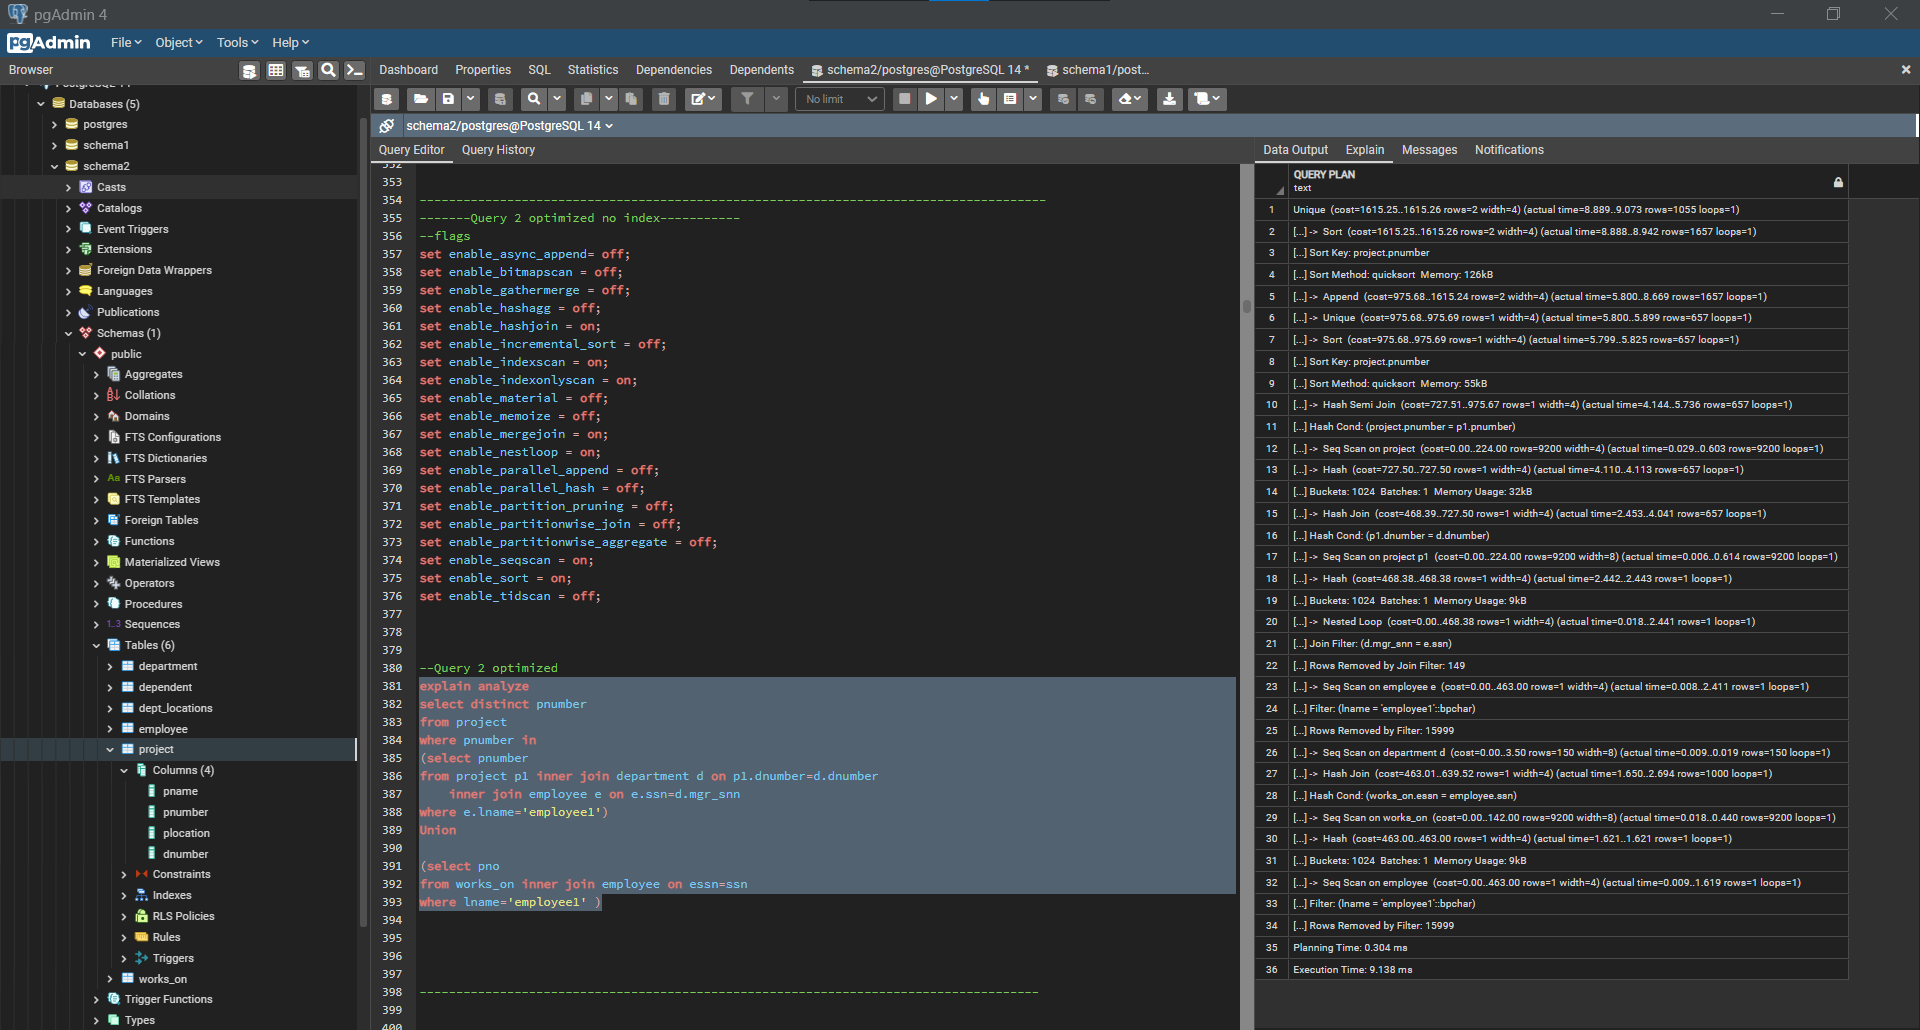 pgAdmin 4
pgAdmin
File
Object
Tools
Help
Browser
Dashboard
Properties
SQL
Statistics
Dependencies
Dependents
schema2/postgres@PostgreSQL 14 *
schema1/post...
No limit
schema2/postgres@PostgreSQL 14
Databases (5)
postgres
schema1
schema2
Casts
Catalogs
Event Triggers
Extensions
Foreign Data Wrappers
Languages
Publications
Schemas (1)
public
Aggregates
Collations
Domains
FTS Configurations
FTS Dictionaries
FTS Parsers
FTS Templates
Foreign Tables
Functions
Materialized Views
Operators
Procedures
1..3 Sequences
Tables (6)
department
dependent
dept_locations
employee
project
Columns (4)
pname
pnumber
plocation
dnumber
Constraints
Indexes
RLS Policies
Rules
Triggers
works_on
Trigger Functions
Types
Query Editor
Query History
352
353
354 --------------------------------------------------------------------------------------
355 -------Query 2 optimized no index-----------
356 --flags
357 set enable_async_append= off;
358 set enable_bitmapscan = off;
359 set enable_gathermerge = off;
360 set enable_hashagg = off;
361 set enable_hashjoin = on;
362 set enable_incremental_sort = off;
363 set enable_indexscan = on;
364 set enable_indexonlyscan = on;
365 set enable_material = off;
366 set enable_memoize = off;
367 set enable_mergejoin = on;
368 set enable_nestloop = on;
369 set enable_parallel_append = off;
370 set enable_parallel_hash = off;
371 set enable_partition_pruning = off;
372 set enable_partitionwise_join = off;
373 set enable_partitionwise_aggregate = off;
374 set enable_seqscan = on;
375 set enable_sort = on;
376 set enable_tidscan = off;
377
378
379
380 --Query 2 optimized
381 explain analyze
382 select distinct pnumber
383 from project
384 where pnumber in
385 (select pnumber
386 from project p1 inner join department d on p1.dnumber=d.dnumber
387 inner join employee e on e.ssn=d.mgr_snn
388 where e.lname='employee1')
389 Union
390
391 (select pno
392 from works_on inner join employee on essn=ssn
393 where lname='employee1' )
394
395
396
397
398 -------------------------------------------------------------------------------------
399
400
Data Output
Explain
Messages
Notifications
QUERY PLAN
text
1 Unique (cost=1615.25..1615.26 rows=2 width=4) (actual time=8.889..9.073 rows=1055 loops=1)
2 [...] -> Sort (cost=1615.25..1615.26 rows=2 width=4) (actual time=8.888..8.942 rows=1657 loops=1)
3 [...] Sort Key: project.pnumber
4 [...] Sort Method: quicksort Memory: 126kB
5 [...] -> Append (cost=975.68..1615.24 rows=2 width=4) (actual time=5.800..8.669 rows=1657 loops=1)
6 [...] -> Unique (cost=975.68..975.69 rows=1 width=4) (actual time=5.800..5.899 rows=657 loops=1)
7 [...] -> Sort (cost=975.68..975.69 rows=1 width=4) (actual time=5.799..5.825 rows=657 loops=1)
8 [...] Sort Key: project.pnumber
9 [...] Sort Method: quicksort Memory: 55kB
10 [...] -> Hash Semi Join (cost=727.51..975.67 rows=1 width=4) (actual time=4.144..5.736 rows=657 loops=1)
11 [...] Hash Cond: (project.pnumber = p1.pnumber)
12 [...] -> Seq Scan on project (cost=0.00..224.00 rows=9200 width=4) (actual time=0.029..0.603 rows=9200 loops=1)
13 [...] -> Hash (cost=727.50..727.50 rows=1 width=4) (actual time=4.110..4.113 rows=657 loops=1)
14 [...] Buckets: 1024 Batches: 1 Memory Usage: 32kB
15 [...] -> Hash Join (cost=468.39..727.50 rows=1 width=4) (actual time=2.453..4.041 rows=657 loops=1)
16 [...] Hash Cond: (p1.dnumber = d.dnumber)
17 [...] -> Seq Scan on project p1 (cost=0.00..224.00 rows=9200 width=8) (actual time=0.006..0.614 rows=9200 loops=1)
18 [...] -> Hash (cost=468.38..468.38 rows=1 width=4) (actual time=2.442..2.443 rows=1 loops=1)
19 [...] Buckets: 1024 Batches: 1 Memory Usage: 9kB
20 [...] -> Nested Loop (cost=0.00..468.38 rows=1 width=4) (actual time=0.018..2.441 rows=1 loops=1)
21 [...] Join Filter: (d.mgr_snn = e.ssn)
22 [...] Rows Removed by Join Filter: 149
23 [...] -> Seq Scan on employee e (cost=0.00..463.00 rows=1 width=4) (actual time=0.008..2.411 rows=1 loops=1)
24 [...] Filter: (lname = 'employee1'::bpchar)
25 [...] Rows Removed by Filter: 15999
26 [...] -> Seq Scan on department d (cost=0.00..3.50 rows=150 width=8) (actual time=0.009..0.019 rows=150 loops=1)
27 [...] -> Hash Join (cost=463.01..639.52 rows=1 width=4) (actual time=1.650..2.694 rows=1000 loops=1)
28 [...] Hash Cond: (works_on.essn = employee.ssn)
29 [...] -> Seq Scan on works_on (cost=0.00..142.00 rows=9200 width=8) (actual time=0.018..0.440 rows=9200 loops=1)
30 [...] -> Hash (cost=463.00..463.00 rows=1 width=4) (actual time=1.621..1.621 rows=1 loops=1)
31 [...] Buckets: 1024 Batches: 1 Memory Usage: 9kB
32 [...] -> Seq Scan on employee (cost=0.00..463.00 rows=1 width=4) (actual time=0.009..1.619 rows=1 loops=1)
33 [...] Filter: (lname = 'employee1'::bpchar)
34 [...] Rows Removed by Filter: 15999
35 Planning Time: 0.304 ms
36 Execution Time: 9.138 ms